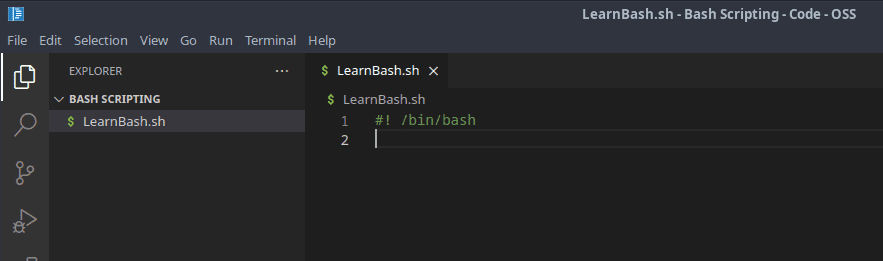 LearnBash.sh - Bash Scripting - Code - OSS
File Edit Selection View Go Run Terminal Help
EXPLORER ···
BASH SCRIPTING
$ LearnBash.sh
$ LearnBash.sh ×
$ LearnBash.sh
1 #! /bin/bash
2